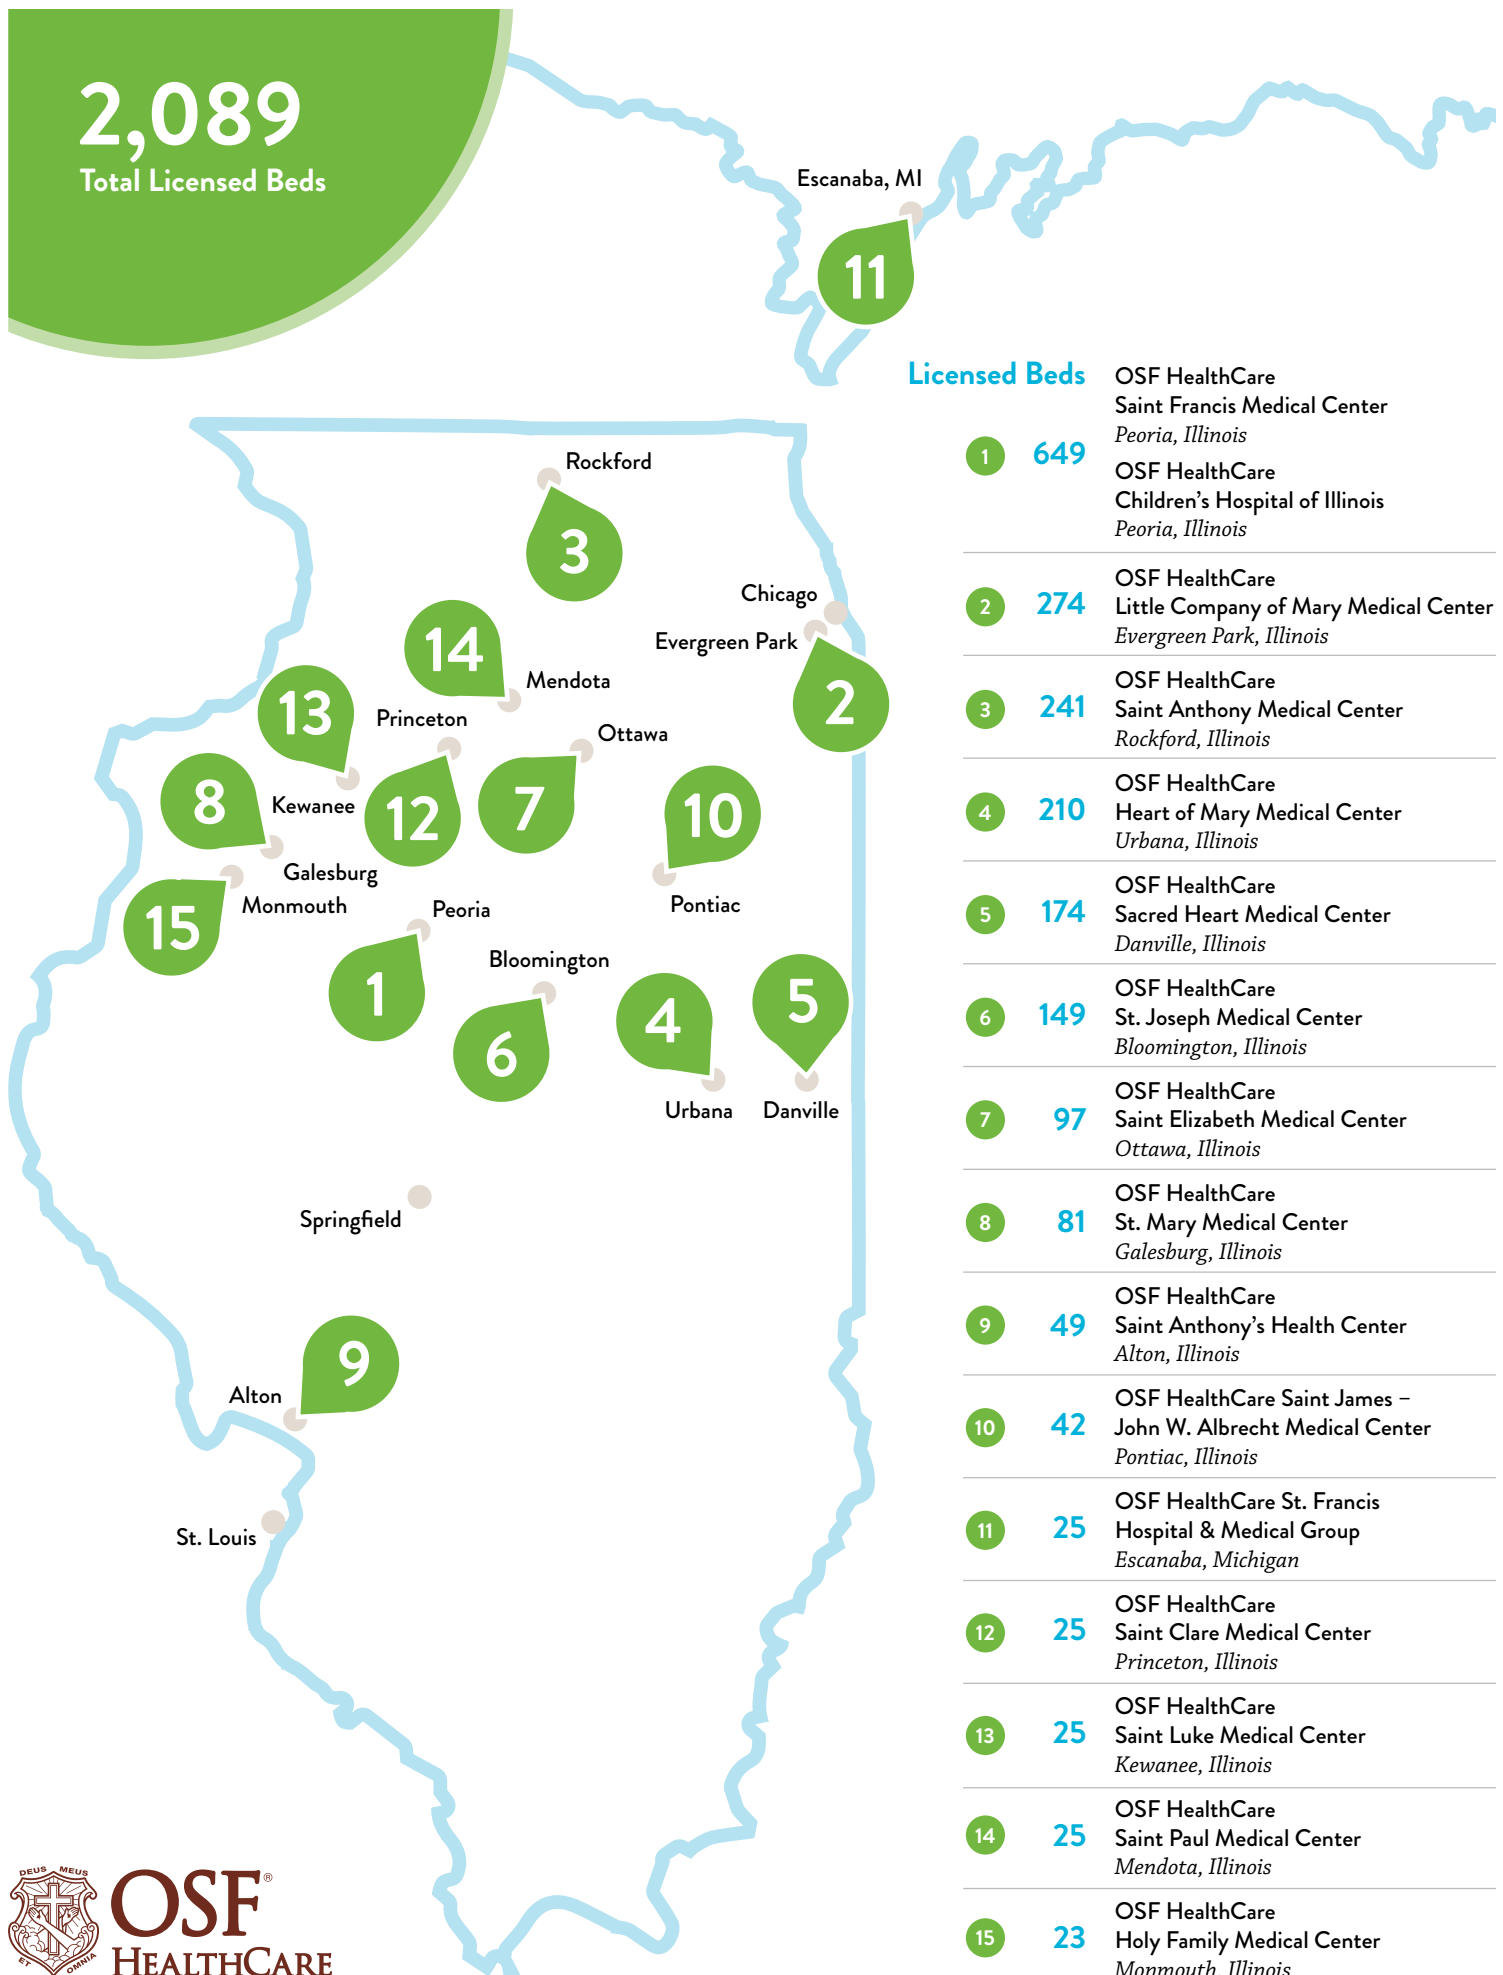 2,089
Total Licensed Beds
Escanaba, MI
11
Rockford
3
Chicago
Evergreen Park
2
14
Mendota
13
Princeton
Ottawa
8
Kewanee
12
7
10
Galesburg
Monmouth
15
Pontiac
Peoria
1
Bloomington
6
4
5
Urbana
Danville
Springfield
9
Alton
St. Louis
Licensed Beds
1
649
OSF HealthCare
Saint Francis Medical Center
Peoria, Illinois
OSF HealthCare
Children's Hospital of Illinois
Peoria, Illinois
2
274
OSF HealthCare
Little Company of Mary Medical Center
Evergreen Park, Illinois
3
241
OSF HealthCare
Saint Anthony Medical Center
Rockford, Illinois
4
210
OSF HealthCare
Heart of Mary Medical Center
Urbana, Illinois
5
174
OSF HealthCare
Sacred Heart Medical Center
Danville, Illinois
6
149
OSF HealthCare
St. Joseph Medical Center
Bloomington, Illinois
7
97
OSF HealthCare
Saint Elizabeth Medical Center
Ottawa, Illinois
8
81
OSF HealthCare
St. Mary Medical Center
Galesburg, Illinois
9
49
OSF HealthCare
Saint Anthony's Health Center
Alton, Illinois
10
42
OSF HealthCare Saint James –
John W. Albrecht Medical Center
Pontiac, Illinois
11
25
OSF HealthCare St. Francis
Hospital & Medical Group
Escanaba, Michigan
12
25
OSF HealthCare
Saint Clare Medical Center
Princeton, Illinois
13
25
OSF HealthCare
Saint Luke Medical Center
Kewanee, Illinois
14
25
OSF HealthCare
Saint Paul Medical Center
Mendota, Illinois
15
23
OSF HealthCare
Holy Family Medical Center
Monmouth, Illinois
DEUS MEUS
ET OMNIA
OSF®
HEALTHCARE